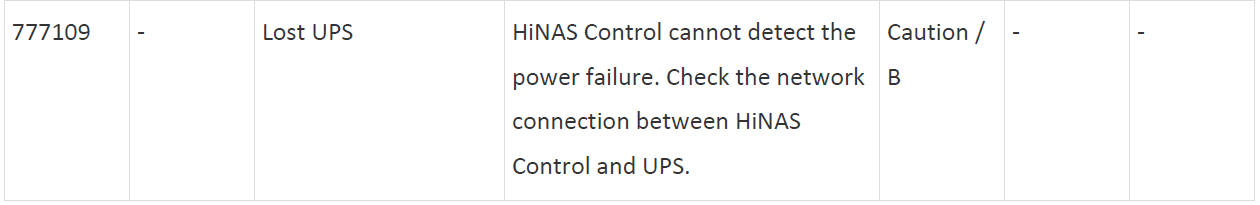 777109 - Lost UPS HiNAS Control cannot detect the Caution / - -
power failure. Check the network B
connection between HiNAS
Control and UPS.